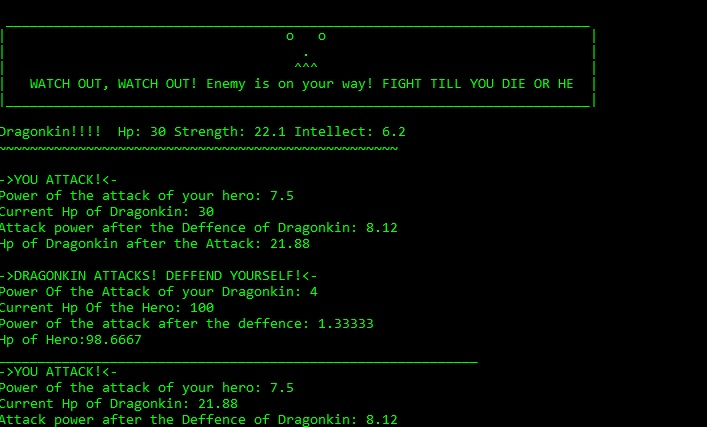 o o
.
^^^
WATCH OUT, WATCH OUT! Enemy is on your way! FIGHT TILL YOU DIE OR HE
Dragonkin!!!! Hp: 30 Strength: 22.1 Intellect: 6.2
~~~~~~~~~~~~~~~~~~~~~~~~~~~~~~~~~~~~~~~~~~~~~~~~~~
->YOU ATTACK!<-
Power of the attack of your hero: 7.5
Current Hp of Dragonkin: 30
Attack power after the Deffence of Dragonkin: 8.12
Hp of Dragonkin after the Attack: 21.88
->DRAGONKIN ATTACKS! DEFFEND YOURSELF!<-
Power Of the Attack of your Dragonkin: 4
Current Hp Of the Hero: 100
Power of the attack after the deffence: 1.33333
Hp of Hero:98.6667
->YOU ATTACK!<-
Power of the attack of your hero: 7.5
Current Hp of Dragonkin: 21.88
Attack power after the Deffence of Dragonkin: 8.12